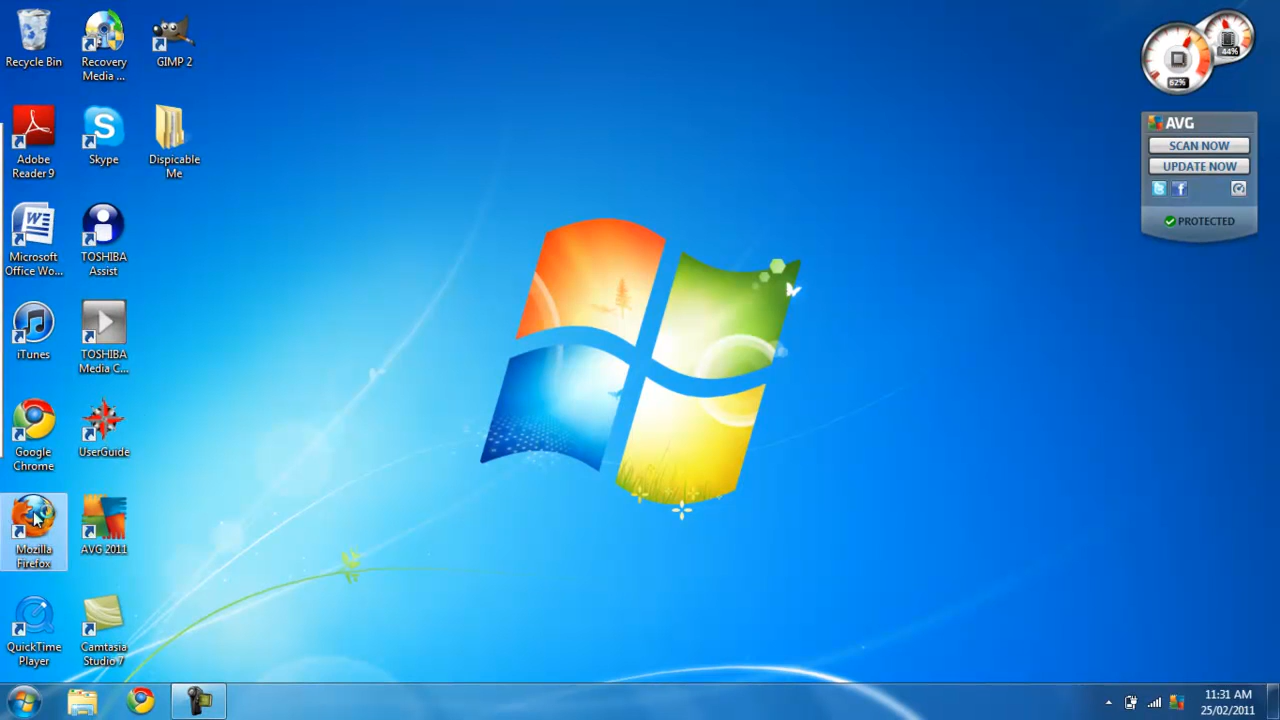 Recycle Bin
Recovery
Media ...
GIMP 2
Adobe
Reader 9
Skype
Dispicable
Me
Microsoft
Office Wo...
TOSHIBA
Assist
iTunes
TOSHIBA
Media C...
Google
Chrome
UserGuide
Mozilla
Firefox
AVG 2011
QuickTime
Player
Camtasia
Studio 7
62%
44%
AVG
SCAN NOW
UPDATE NOW
PROTECTED
11:31 AM
25/02/2011